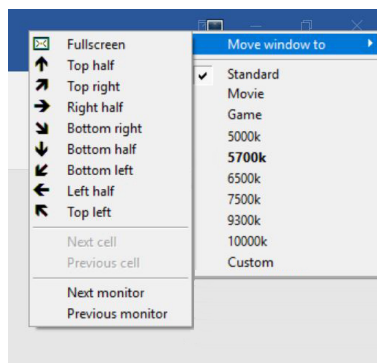 Move window to
Standard
Movie
Game
5000k
5700k
6500k
7500k
9300k
10000k
Custom
Fullscreen
Top half
Top right
Right half
Bottom right
Bottom half
Bottom left
Left half
Top left
Next cell
Previous cell
Next monitor
Previous monitor